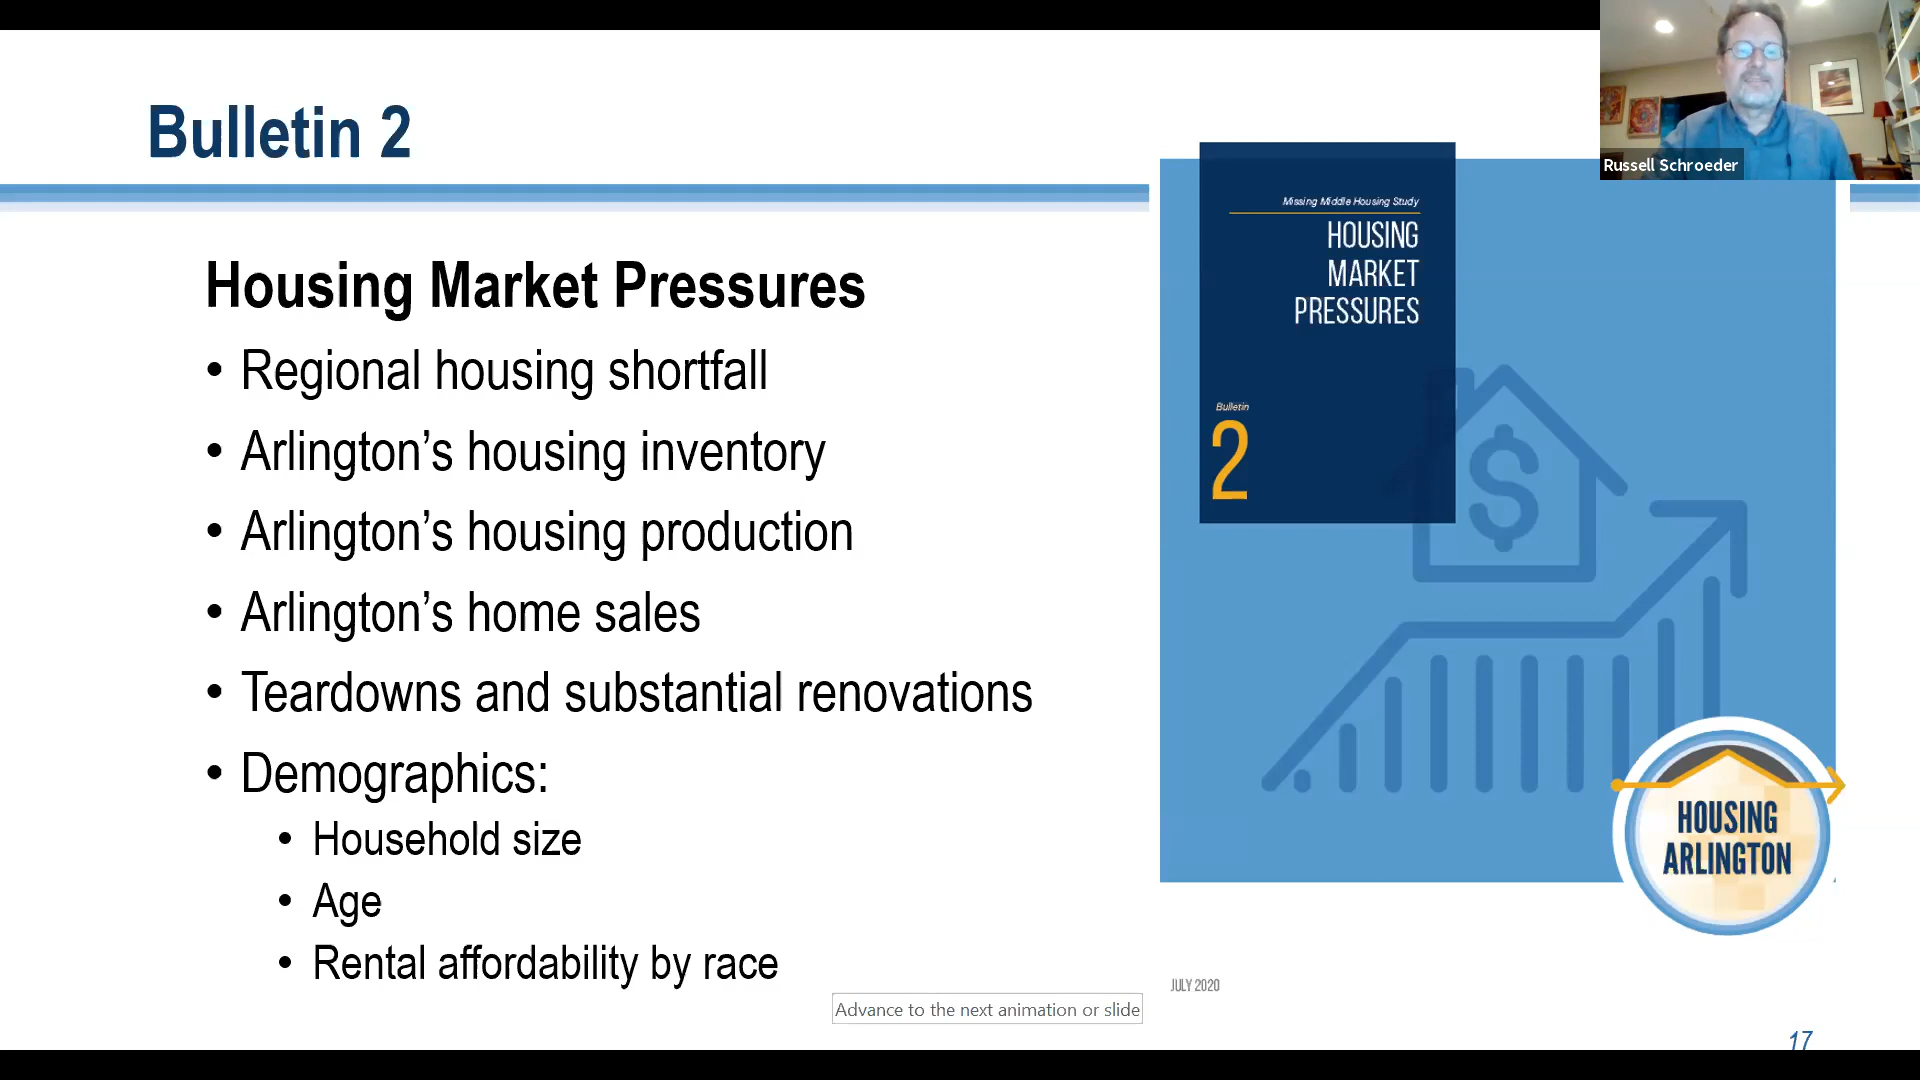 Bulletin 2
Housing Market Pressures
• Regional housing shortfall
• Arlington’s housing inventory
• Arlington’s housing production
• Arlington’s home sales
• Teardowns and substantial renovations
• Demographics:
• Household size
• Age
• Rental affordability by race
Missing Middle Housing Study
HOUSING
MARKET
PRESSURES
Bulletin
2
$
HOUSING
ARLINGTON
JULY 2020
Advance to the next animation or slide
17
Russell Schroeder